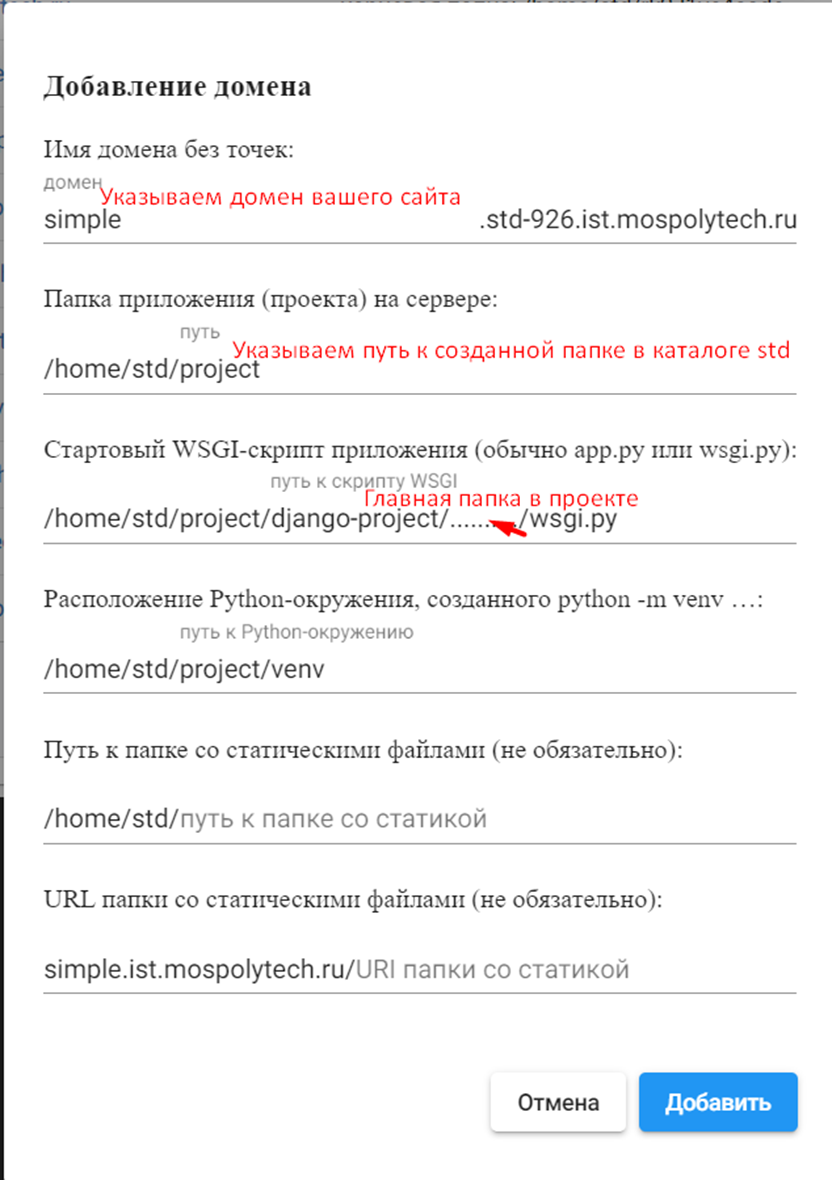 Добавление домена
Имя домена без точек:
домен
Указываем домен вашего сайта
simple .std-926.ist.mospolytech.ru
Папка приложения (проекта) на сервере:
путь
Указываем путь к созданной папке в каталоге std
/home/std/project
Стартовый WSGI-скрипт приложения (обычно app.py или wsgi.py):
путь к скрипту WSGI
Главная папка в проекте
/home/std/project/django-project/........./wsgi.py
Расположение Python-окружения, созданного python -m venv …:
путь к Python-окружению
/home/std/project/venv
Путь к папке со статическими файлами (не обязательно):
/home/std/путь к папке со статикой
URL папки со статическими файлами (не обязательно):
simple.ist.mospolytech.ru/URI папки со статикой
Отмена
Добавить